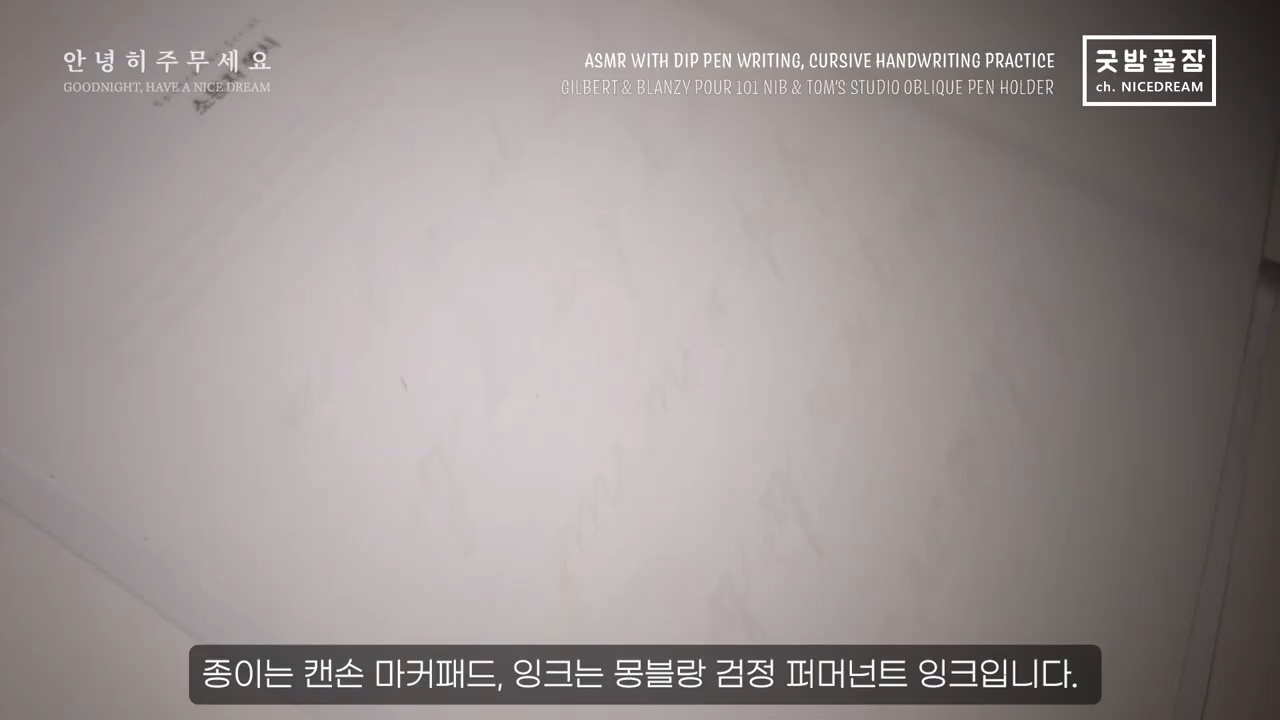 안녕히주무세요
GOODNIGHT, HAVE A NICE DREAM
ASMR WITH DIP PEN WRITING, CURSIVE HANDWRITING PRACTICE
GILBERT & BLANZY POUR 101 NIB & TOM'S STUDIO OBLIQUE PEN HOLDER
굿밤꿀잠
ch. NICEDREAM
종이는 캔손 마커패드, 잉크는 몽블랑 검정 퍼머넌트 잉크입니다.